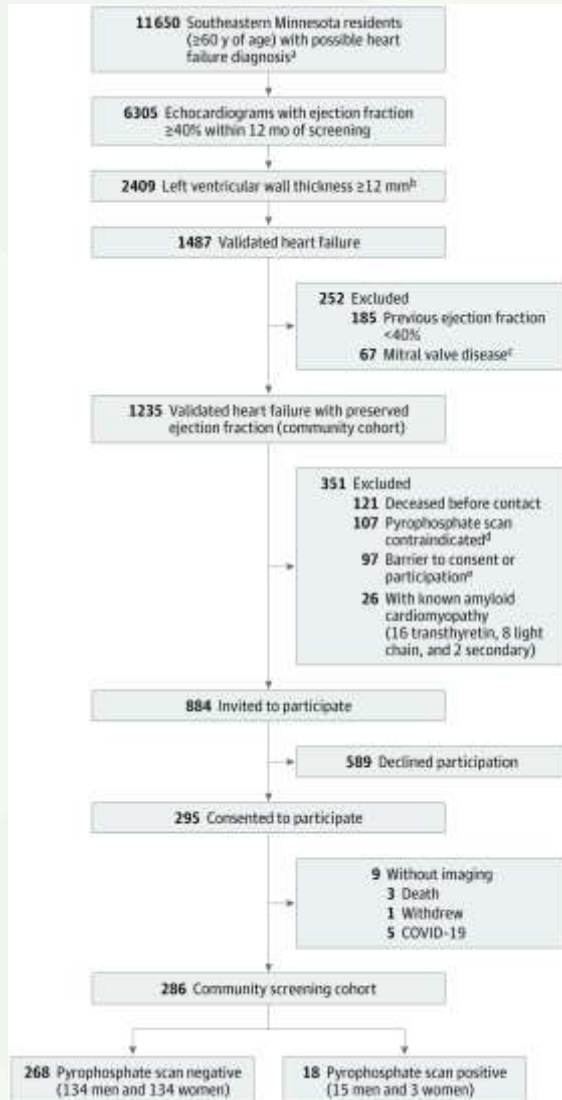 11650 Southeastern Minnesota residents
(≥60 y of age) with possible heart
failure diagnosisa
6305 Echocardiograms with ejection fraction
≥40% within 12 mo of screening
2409 Left ventricular wall thickness ≥12 mmb
1487 Validated heart failure
252 Excluded
185 Previous ejection fraction
<40%
67 Mitral valve diseasec
1235 Validated heart failure with preserved
ejection fraction (community cohort)
351 Excluded
121 Deceased before contact
107 Pyrophosphate scan
contraindicatedd
97 Barrier to consent or
participatione
26 With known amyloid
cardiomyopathy
(16 transthyretin, 8 light
chain, and 2 secondary)
884 Invited to participate
589 Declined participation
295 Consented to participate
9 Without imaging
3 Death
1 Withdrew
5 COVID-19
286 Community screening cohort
268 Pyrophosphate scan negative
(134 men and 134 women)
18 Pyrophosphate scan positive
(15 men and 3 women)